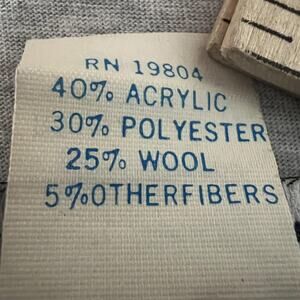 RN 19804
40% ACRYLIC
30% POLYESTER
25% WOOL
5% OTHERFIBERS